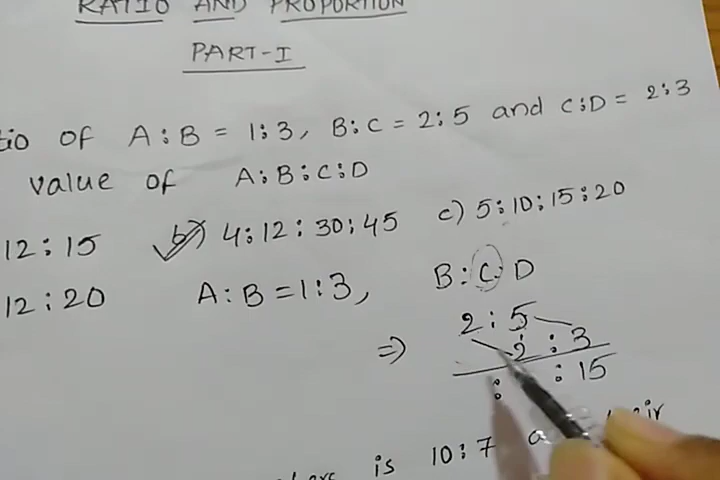 RATIO AND PROPORTION
PART-I
of A:B = 1:3, B:C = 2:5 and C:D = 2:3
value of A:B:C:D
12:15 b) 4:12:30:45 c) 5:10:15:20
12:20 A:B=1:3, B:C:D
2:5
⇒ 2:3
: :15
is 10:7